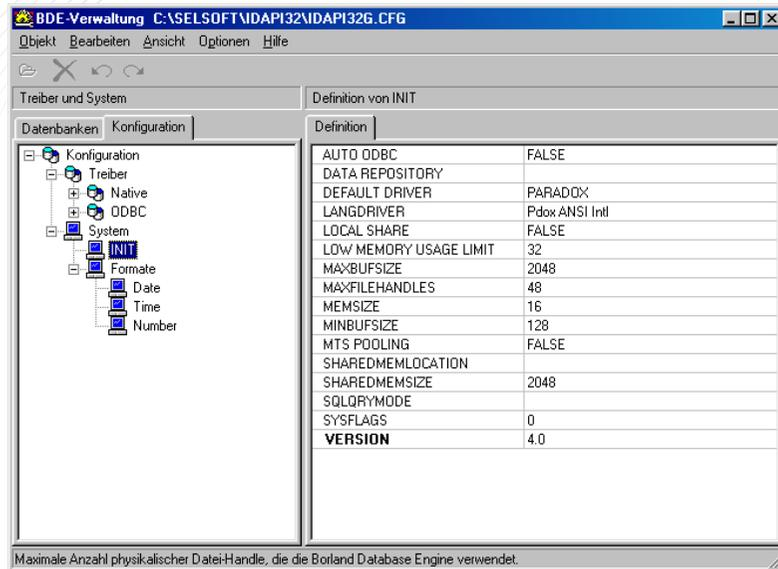 BDE-Verwaltung C:\SELSOFT\IDAPI32\IDAPI32G.CFG
Objekt Bearbeiten Ansicht Optionen Hilfe
Treiber und System
Definition von INIT
Datenbanken Konfiguration
Definition
Konfiguration
Treiber
Native
ODBC
System
INIT
Formate
Date
Time
Number
AUTO ODBC FALSE
DATA REPOSITORY
DEFAULT DRIVER PARADOX
LANGDRIVER Pdox ANSI Intl
LOCAL SHARE FALSE
LOW MEMORY USAGE LIMIT 32
MAXBUFSIZE 2048
MAXFILEHANDLES 48
MEMSIZE 16
MINBUFSIZE 128
MTS POOLING FALSE
SHAREDMEMLOCATION
SHAREDMEMSIZE 2048
SQLQRYMODE
SYSFLAGS 0
VERSION 4.0
Maximale Anzahl physikalischer Datei-Handle, die die Borland Database Engine verwendet.